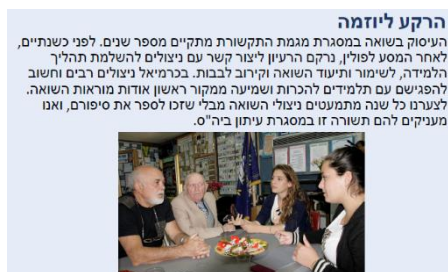 הרקע ליוזמה
העיסוק בשואה במסגרת מגמת התקשורת מתקיים מספר שנים. לפני כשנתיים,
לאחר המסע לפולין, נרקם הרעיון ליצור קשר עם ניצולים להשלמת תהליך
הלמידה, לשימור ותיעוד השואה וקירוב לבבות. בכרמיאל ניצולים רבים וחשוב
להפגישם עם תלמידים להכרות ושמיעה ממקור ראשון אודות מוראות השואה.
לצערנו כל שנה מתמעטים ניצולי השואה מבלי שזכו לספר את סיפורם, ואנו
מעניקים להם תשורה זו במסגרת עיתון ביה"ס.